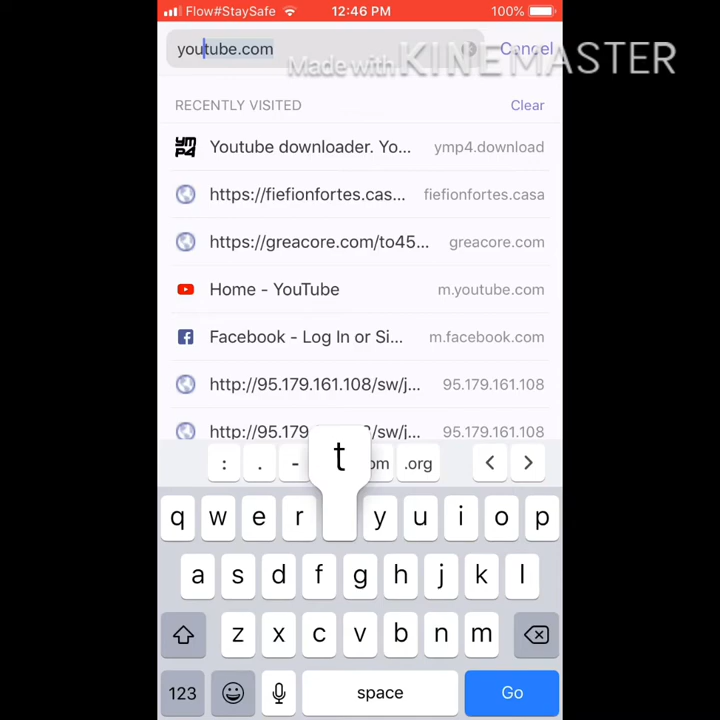 Flow#StaySafe 12:46 PM 100%
youtube.com Cancel
Made with KINEMASTER
RECENTLY VISITED Clear
YMP4 Youtube downloader. Yo... ymp4.download
https://fiefionfortes.cas... fiefionfortes.casa
https://greacore.com/to45... greacore.com
Home - YouTube m.youtube.com
Facebook - Log In or Si... m.facebook.com
http://95.179.161.108/sw/j... 95.179.161.108
http://95.179 /sw/j... 95.179.161.108
: . - t om .org < >
q w e r y u i o p
a s d f g h j k l
z x c v b n m
123 space Go